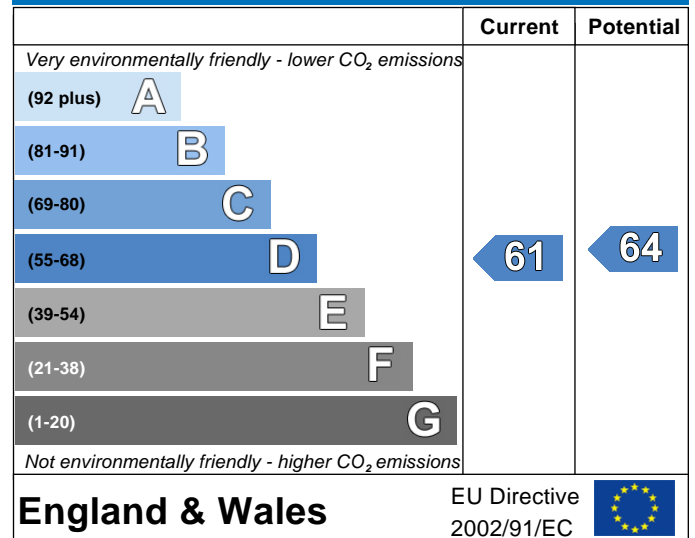 Current Potential
Very environmentally friendly - lower CO₂ emissions
(92 plus) A
(81-91) B
(69-80) C
(55-68) D 61 64
(39-54) E
(21-38) F
(1-20) G
Not environmentally friendly - higher CO₂ emissions
England & Wales
EU Directive
2002/91/EC